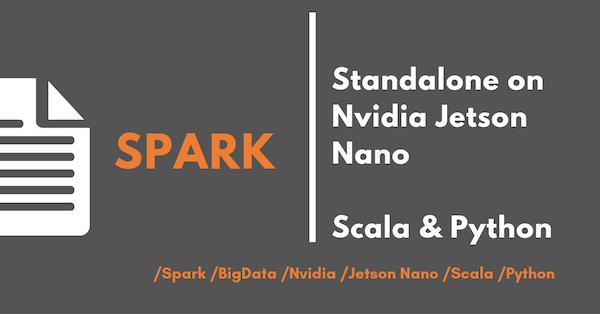 SPARK
Standalone on
Nvidia Jetson
Nano
Scala & Python
/Spark /BigData /Nvidia /Jetson Nano /Scala /Python